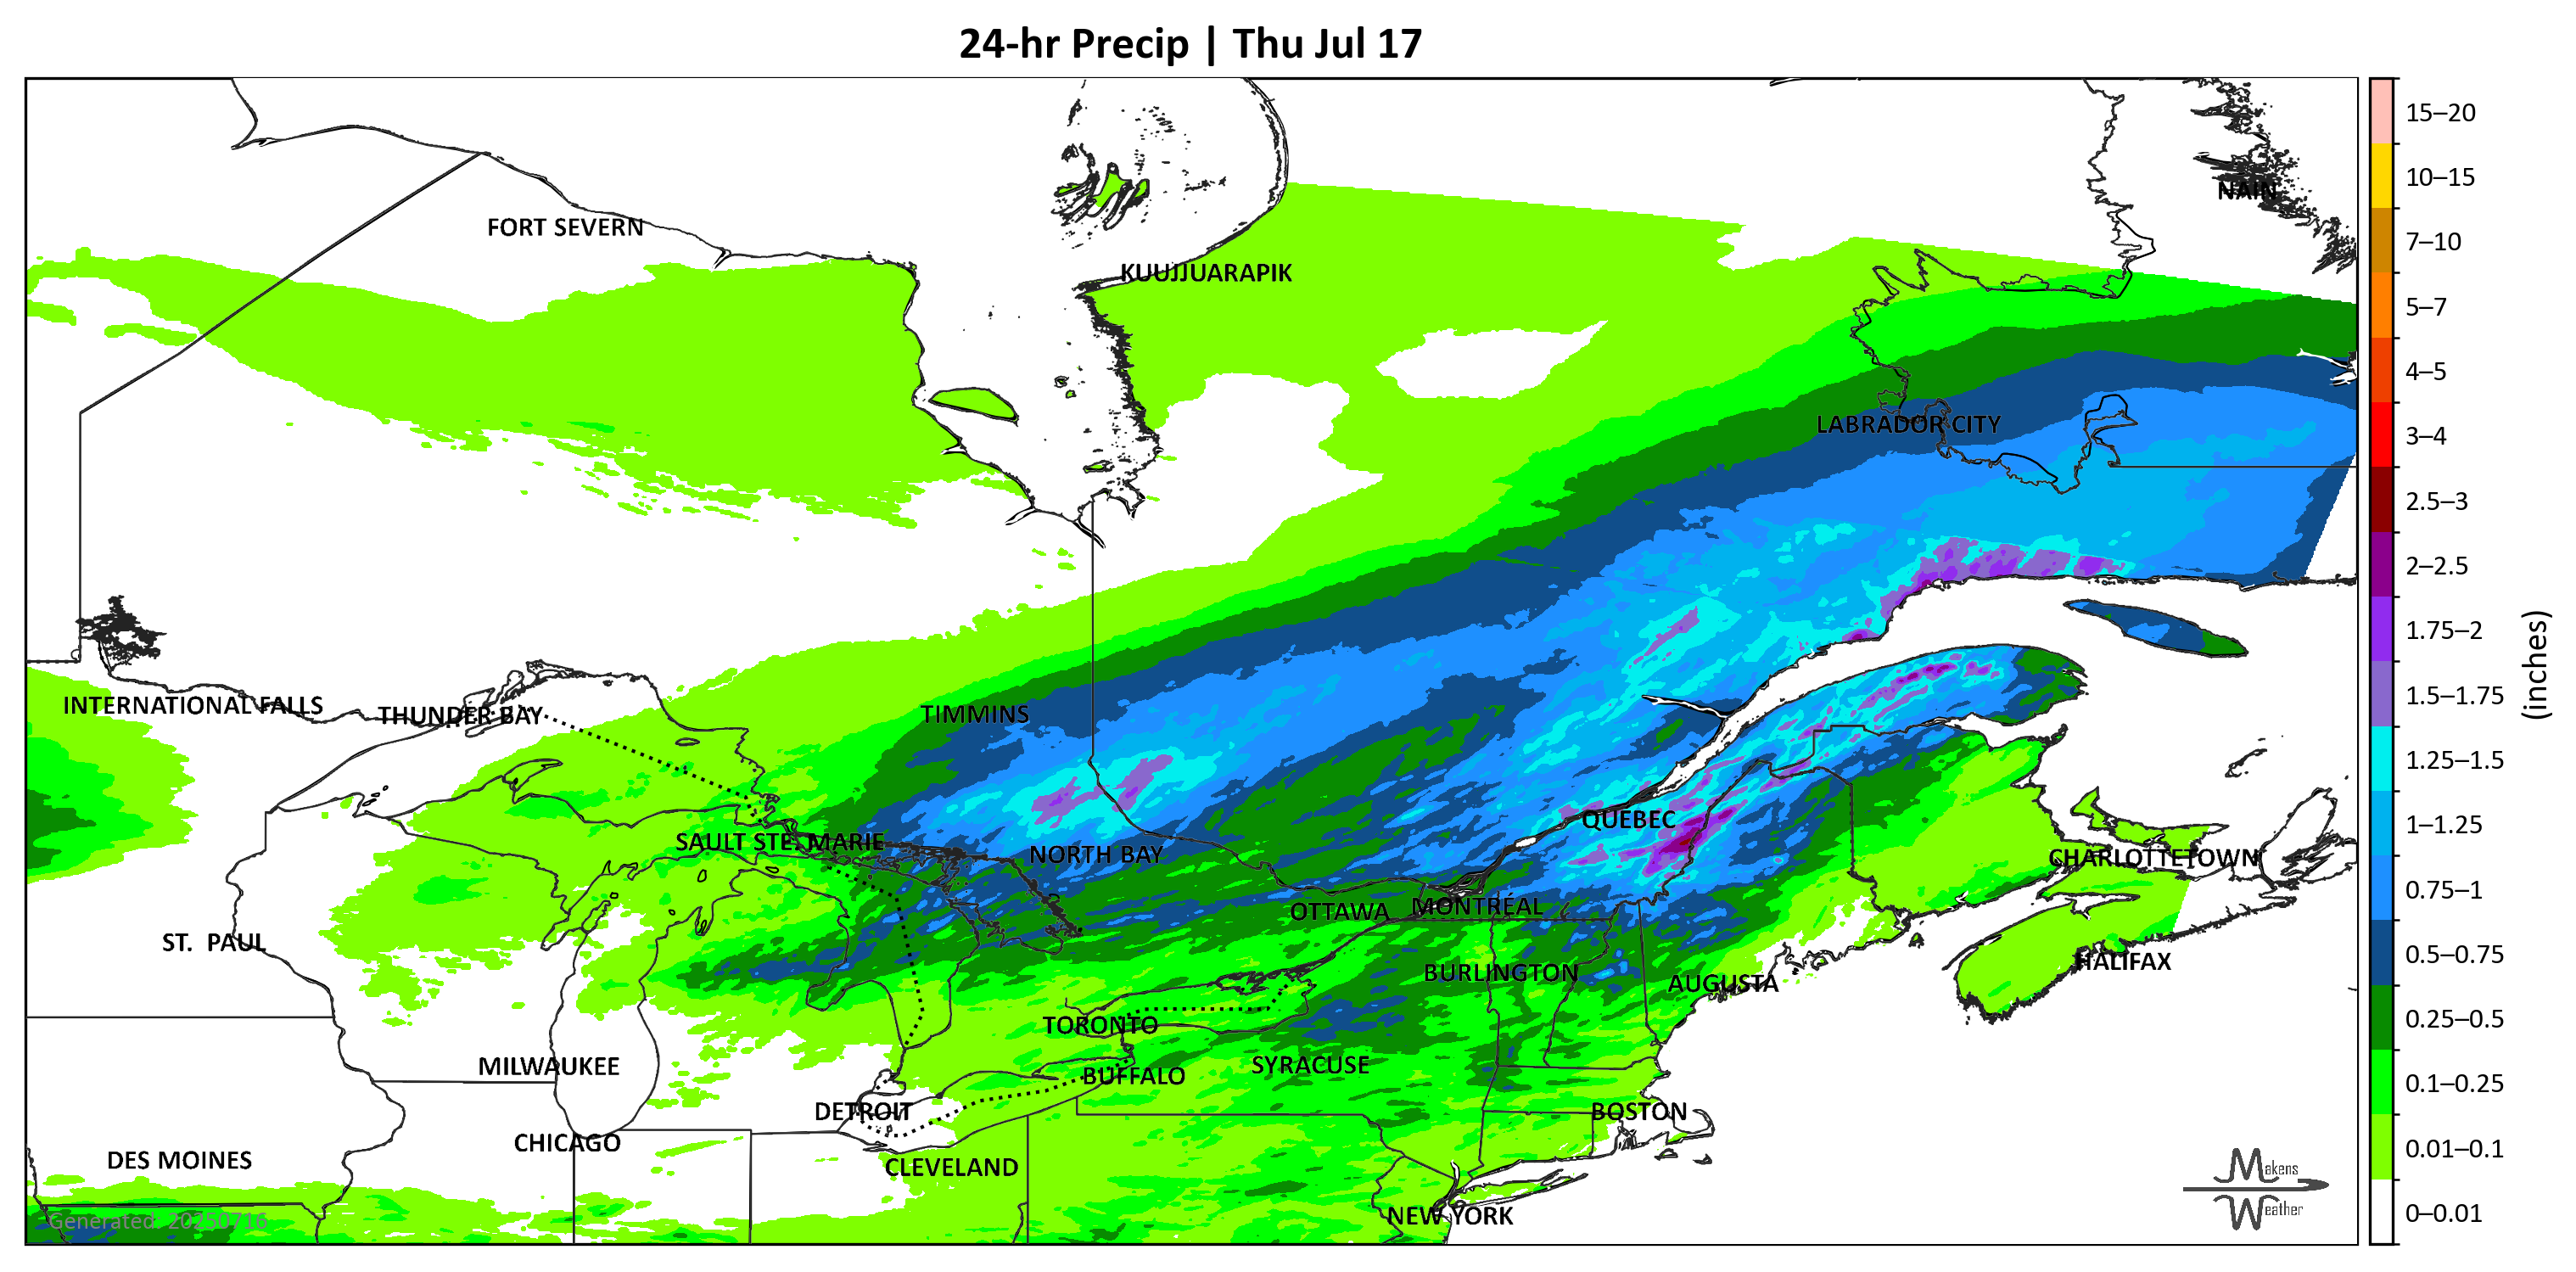 24-hr Precip | Thu Jul 17
NAIN
FORT SEVERN
KUUJJUARAPIK
LABRADOR CITY
INTERNATIONAL FALLS
THUNDER BAY
TIMMINS
QUEBEC
SAULT STE. MARIE
NORTH BAY
CHARLOTTETOWN
OTTAWA
MONTRÉAL
ST. PAUL
HALIFAX
BURLINGTON
AUGUSTA
TORONTO
SYRACUSE
MILWAUKEE
BUFFALO
DETROIT
BOSTON
CHICAGO
DES MOINES
CLEVELAND
NEW YORK
Generated: 20250716
Makens
Weather
15–20
10–15
7–10
5–7
4–5
3–4
2.5–3
2–2.5
1.75–2
1.5–1.75
1.25–1.5
1–1.25
0.75–1
0.5–0.75
0.25–0.5
0.1–0.25
0.01–0.1
0–0.01
(inches)